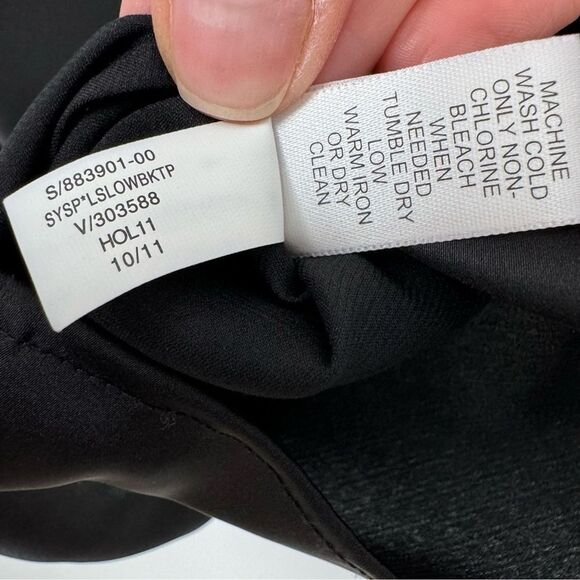 S/883901-00
SYSP*LSLOWBKTP
V/303588
HOL11
10/11
MACHINE
WASH COLD
ONLY NON-
CHLORINE
BLEACH
WHEN
NEEDED
TUMBLE DRY
LOW
WARM IRON
OR DRY
CLEAN